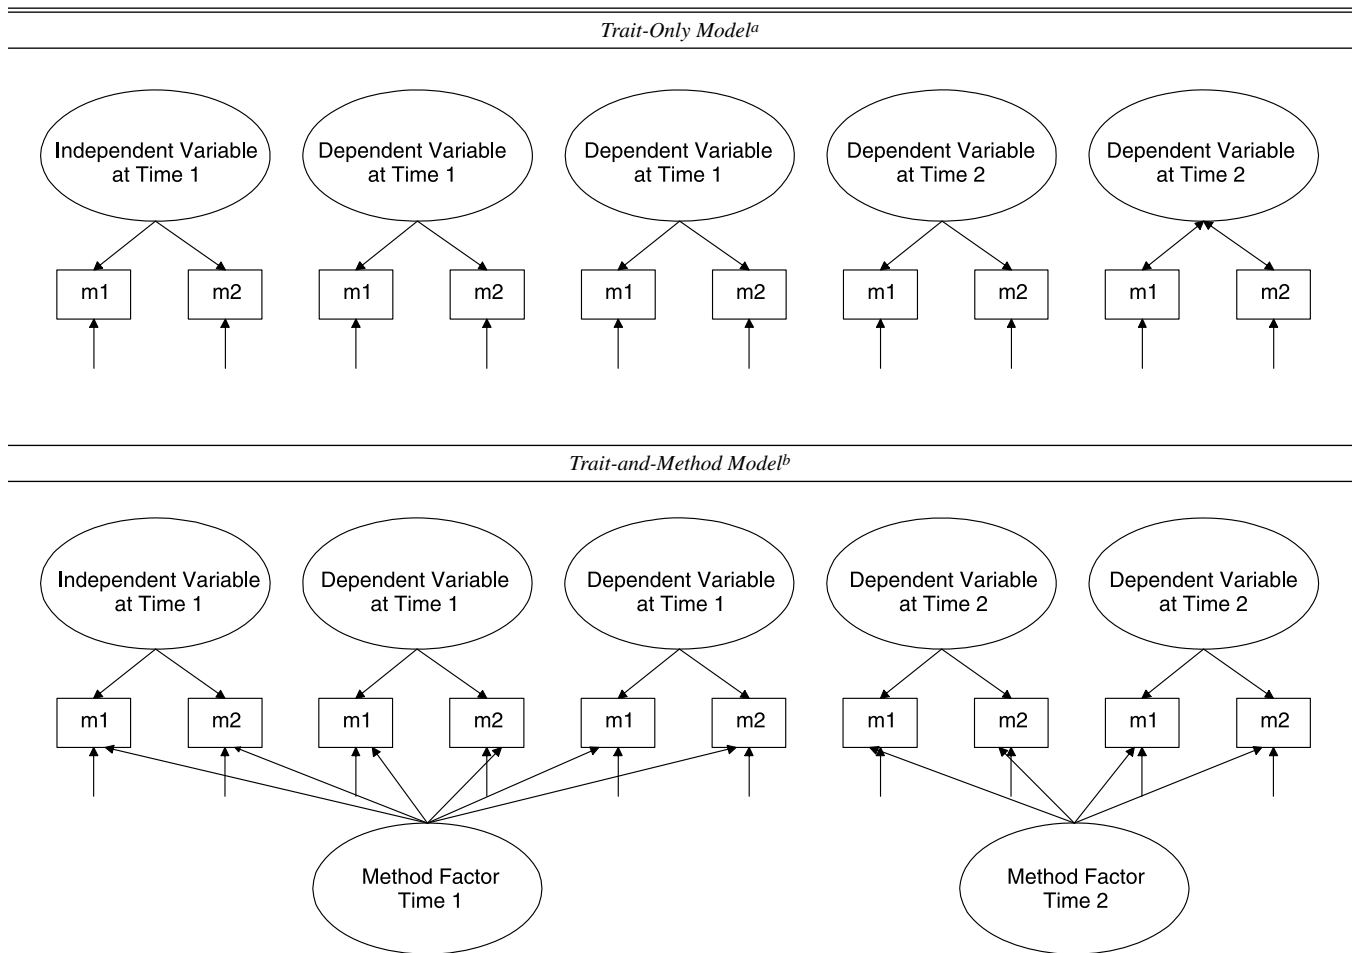 Trait-Only Modelᵃ
Independent Variable
at Time 1
Dependent Variable
at Time 1
Dependent Variable
at Time 1
Dependent Variable
at Time 2
Dependent Variable
at Time 2
m1 m2 m1 m2 m1 m2 m1 m2 m1 m2
Trait-and-Method Modelᵇ
Independent Variable
at Time 1
Dependent Variable
at Time 1
Dependent Variable
at Time 1
Dependent Variable
at Time 2
Dependent Variable
at Time 2
m1 m2 m1 m2 m1 m2 m1 m2 m1 m2
Method Factor
Time 1
Method Factor
Time 2